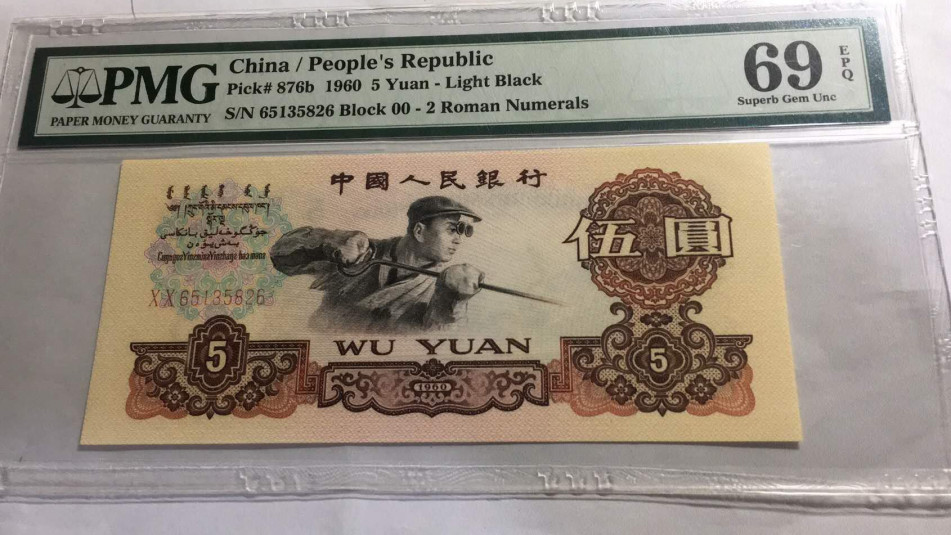 PMG
PAPER MONEY GUARANTY
China / People's Republic
Pick# 876b 1960 5 Yuan - Light Black
S/N 65135826 Block 00 - 2 Roman Numerals
69
EPQ
Superb Gem Unc
中國人民銀行
伍圓
XX65135826
WU YUAN
5
1960
5